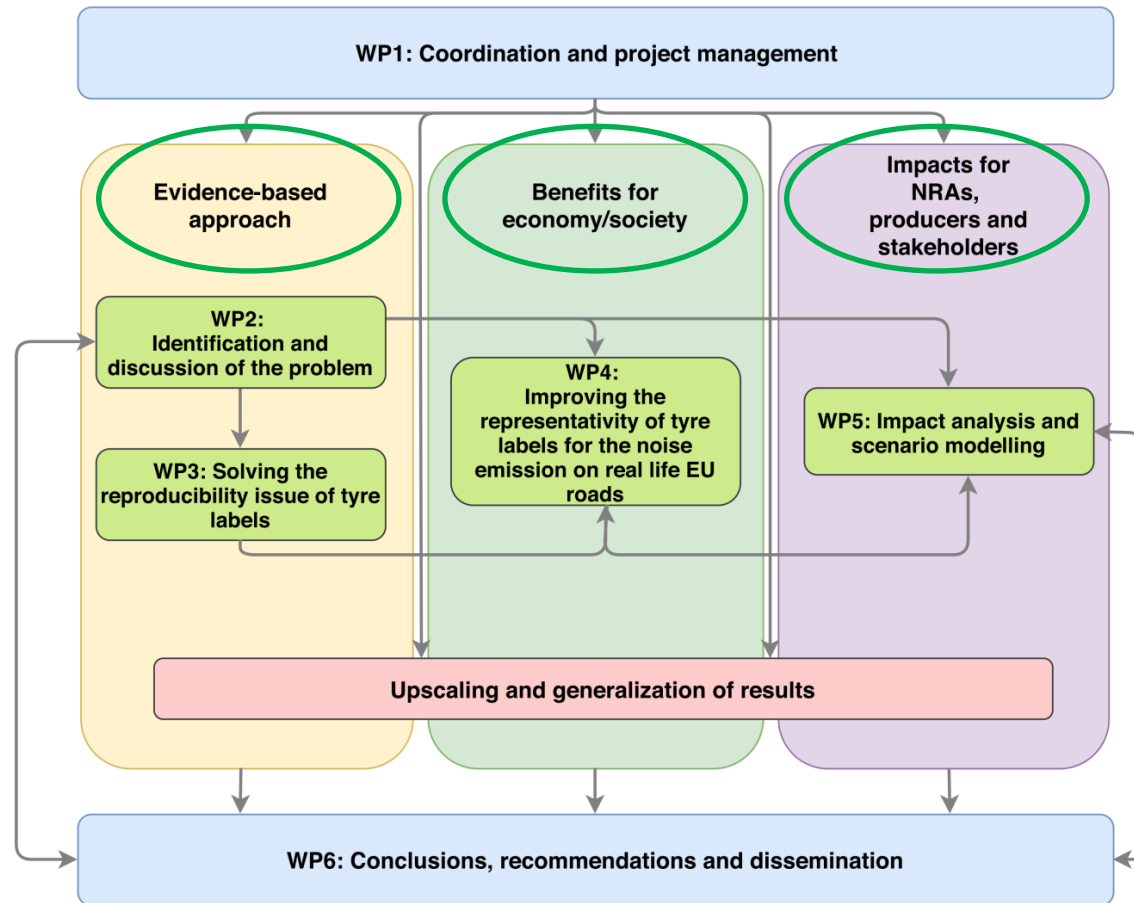 WP1: Coordination and project management
Evidence-based
approach
Benefits for
economy/society
Impacts for
NRAs,
producers and
stakeholders
WP2:
Identification and
discussion of the problem
WP3: Solving the
reproducibility issue of tyre
labels
WP4:
Improving the
representativity of tyre
labels for the noise
emission on real life EU
roads
WP5: Impact analysis and
scenario modelling
Upscaling and generalization of results
WP6: Conclusions, recommendations and dissemination